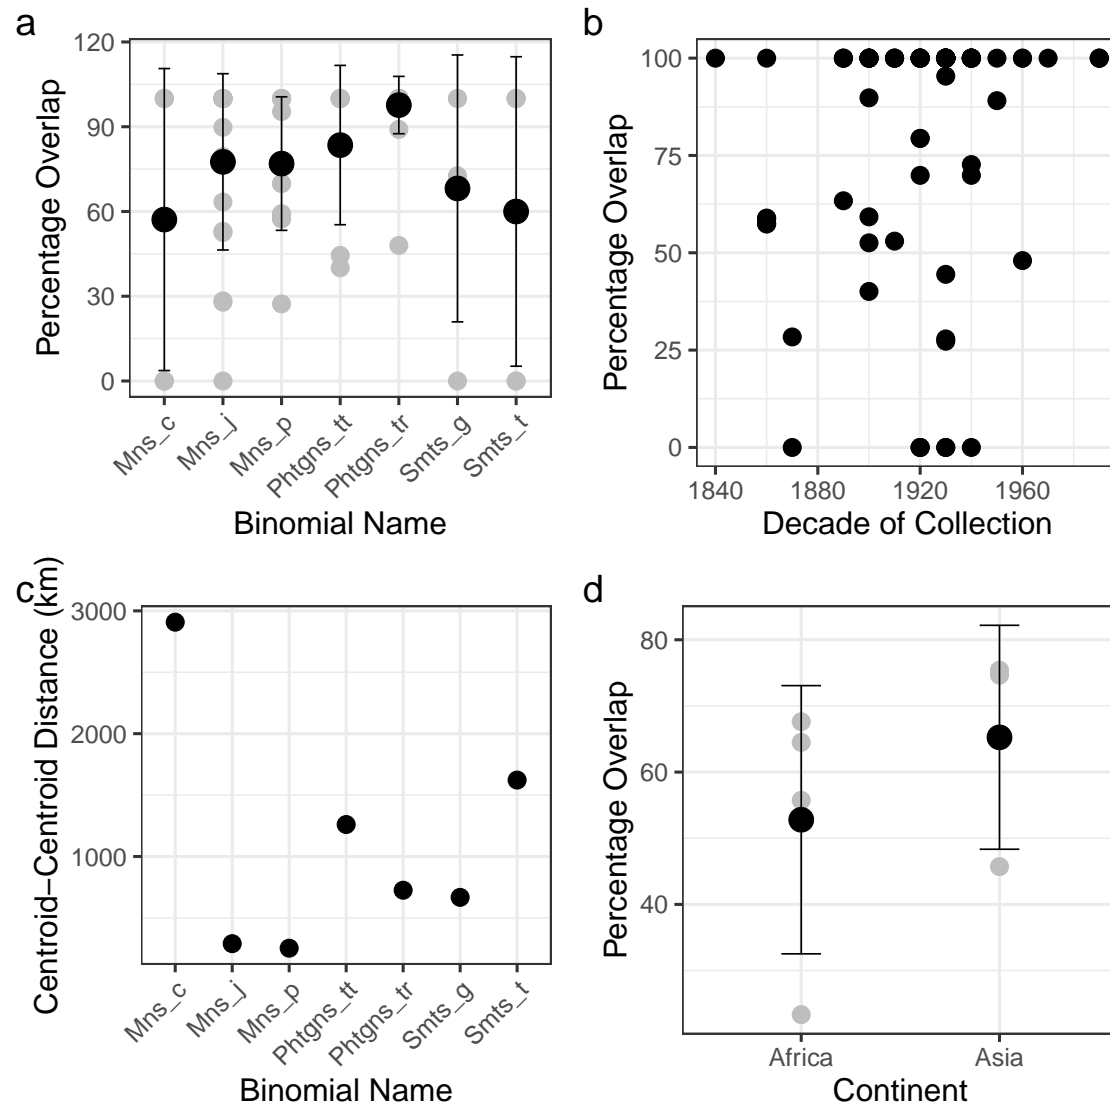 a
Percentage Overlap
120
90
60
30
0
Mns_c
Mns_j
Mns_p
Phtgns_tt
Phtgns_tr
Smts_g
Smts_t
Binomial Name
b
Percentage Overlap
100
75
50
25
0
1840
1880
1920
1960
Decade of Collection
c
Centroid−Centroid Distance (km)
3000
2000
1000
Mns_c
Mns_j
Mns_p
Phtgns_tt
Phtgns_tr
Smts_g
Smts_t
Binomial Name
d
Percentage Overlap
80
60
40
Africa
Asia
Continent